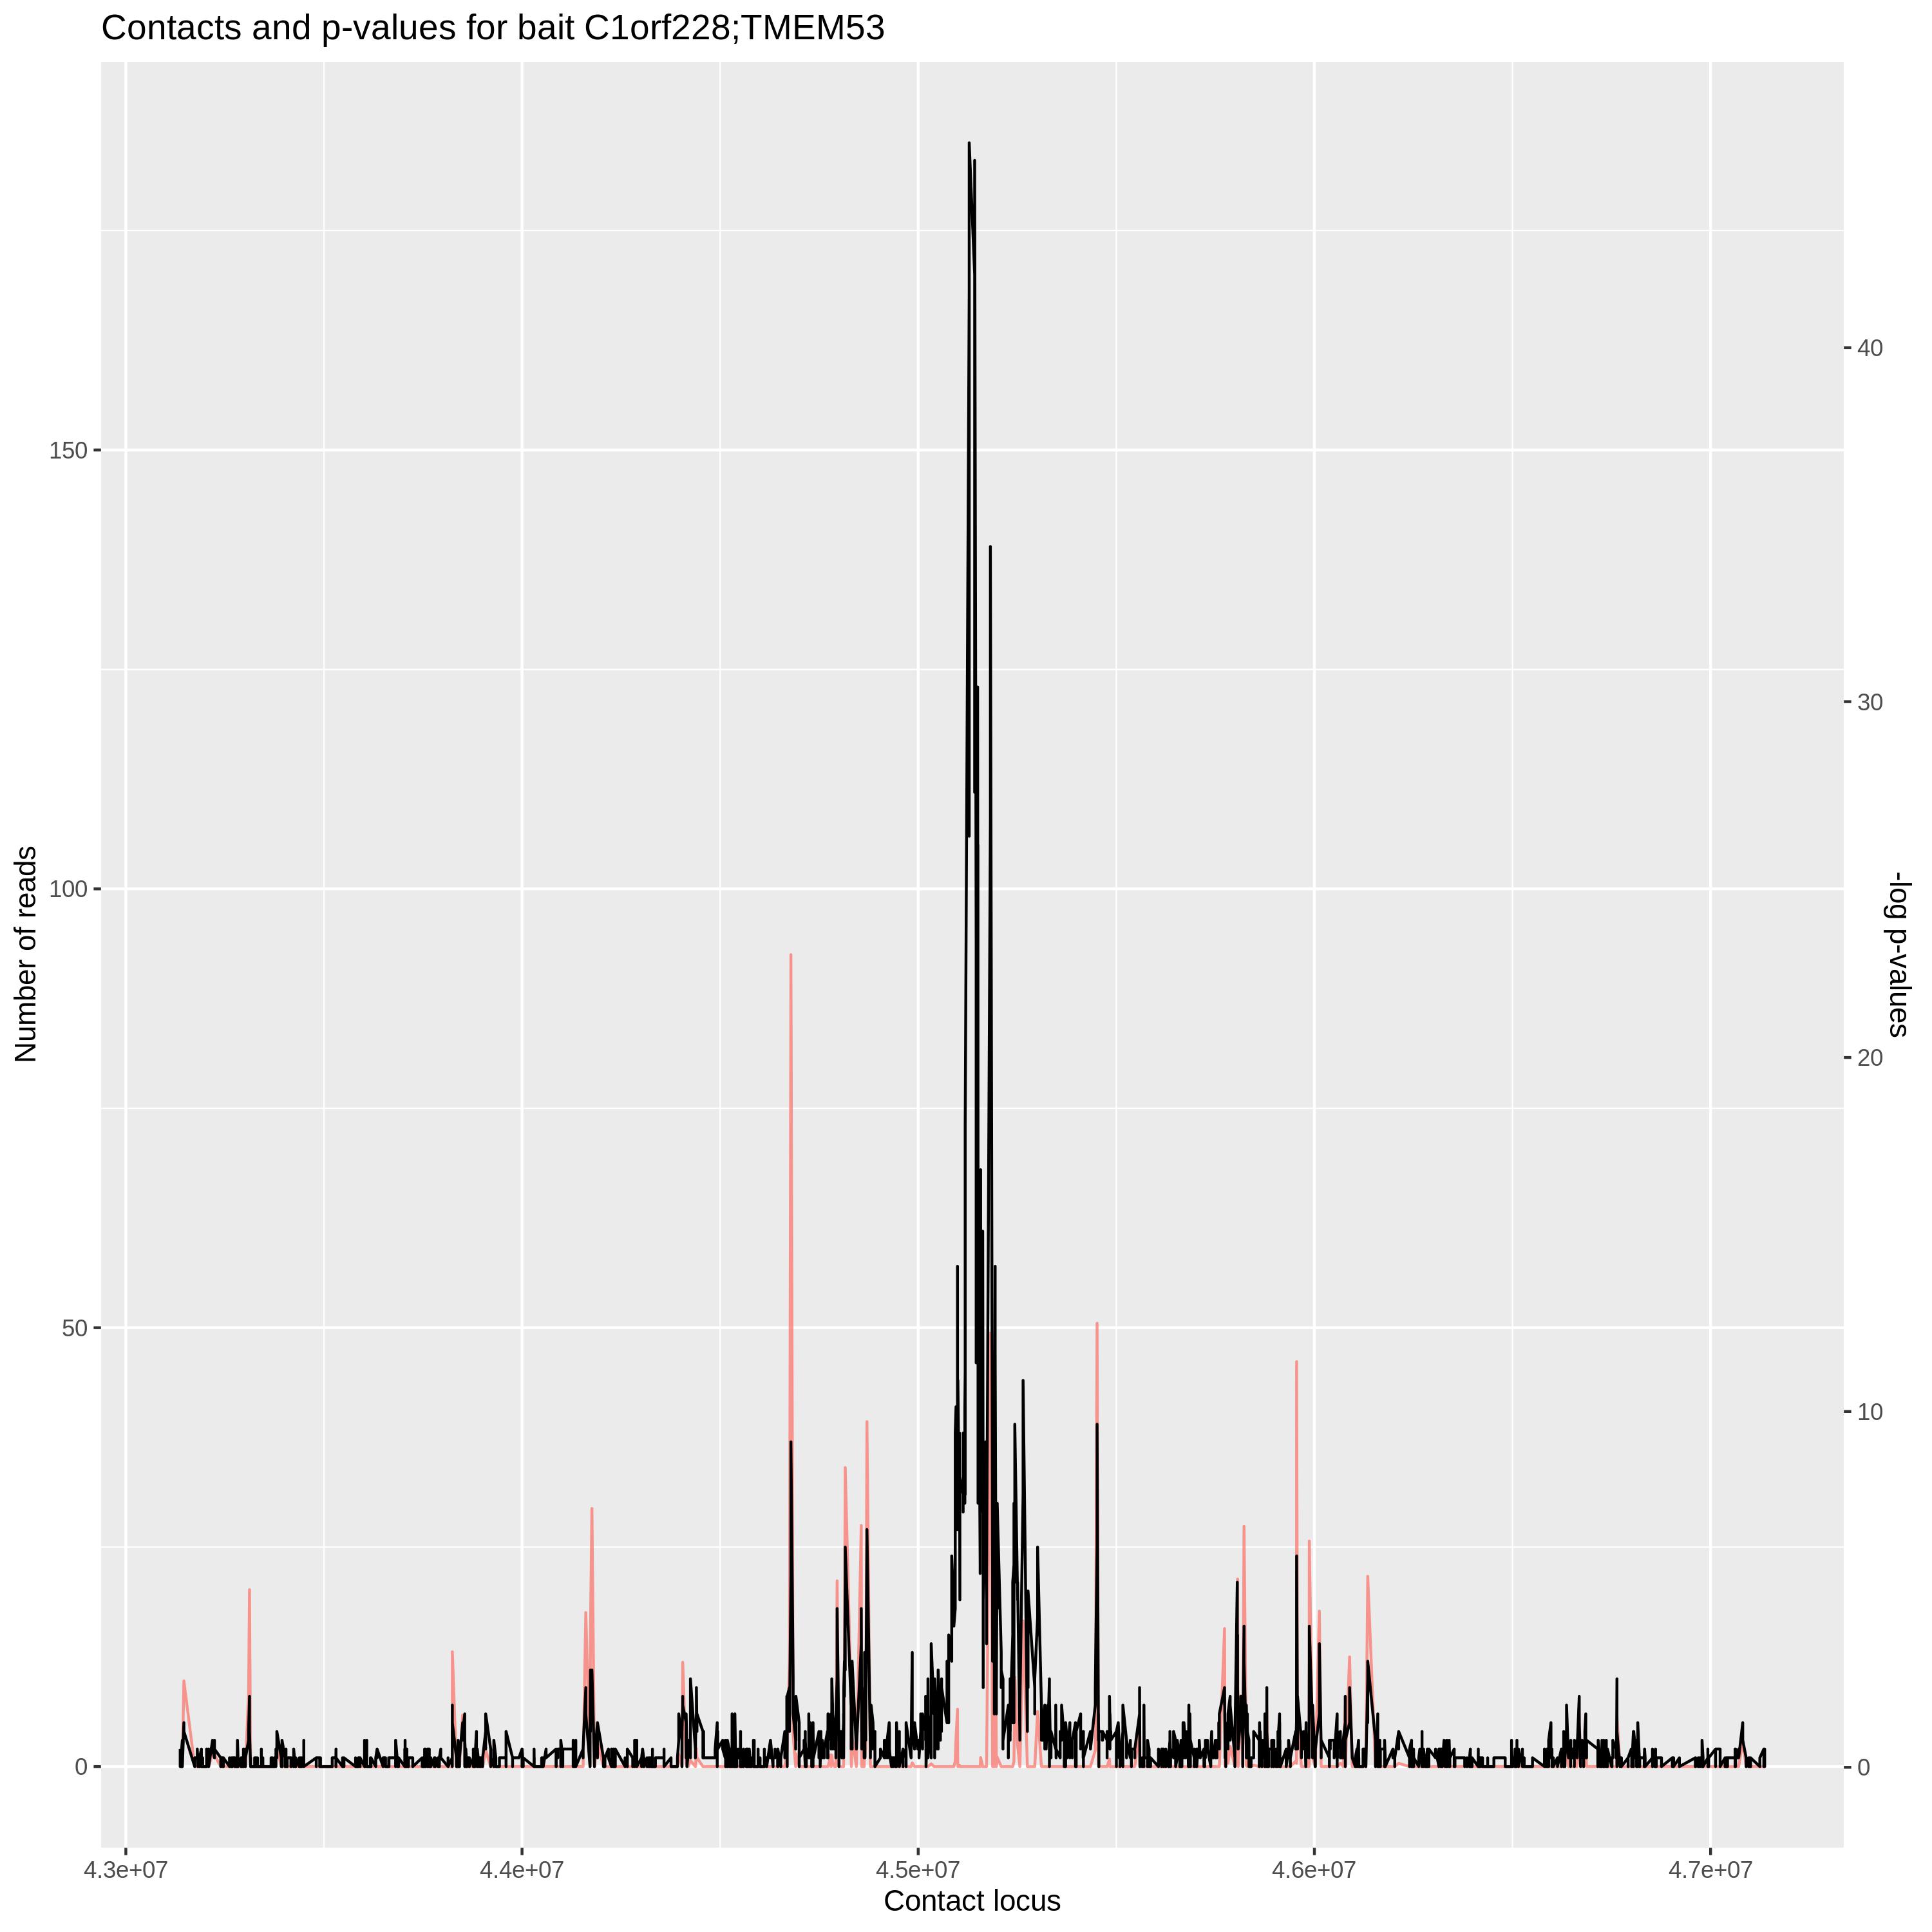 Contacts and p-values for bait C1orf228;TMEM53
Number of reads
150
100
50
0
40
30
20
10
0
-log p-values
4.3e+07 4.4e+07 4.5e+07 4.6e+07 4.7e+07
Contact locus